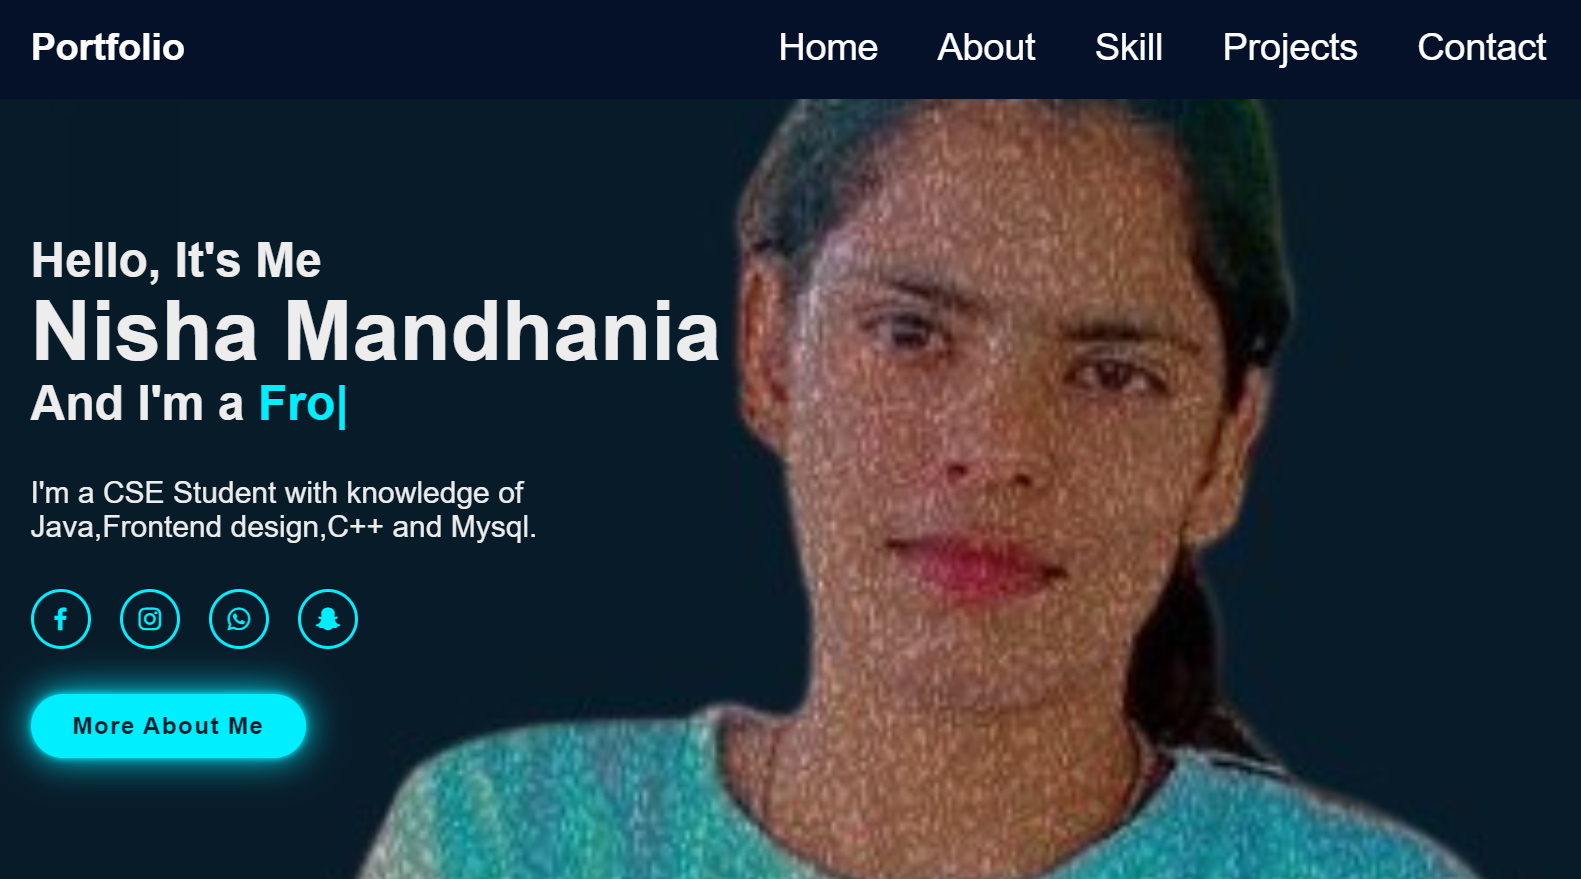 Portfolio
Home About Skill Projects Contact
Hello, It's Me
Nisha Mandhania
And I'm a Fro|
I'm a CSE Student with knowledge of
Java,Frontend design,C++ and Mysql.
More About Me